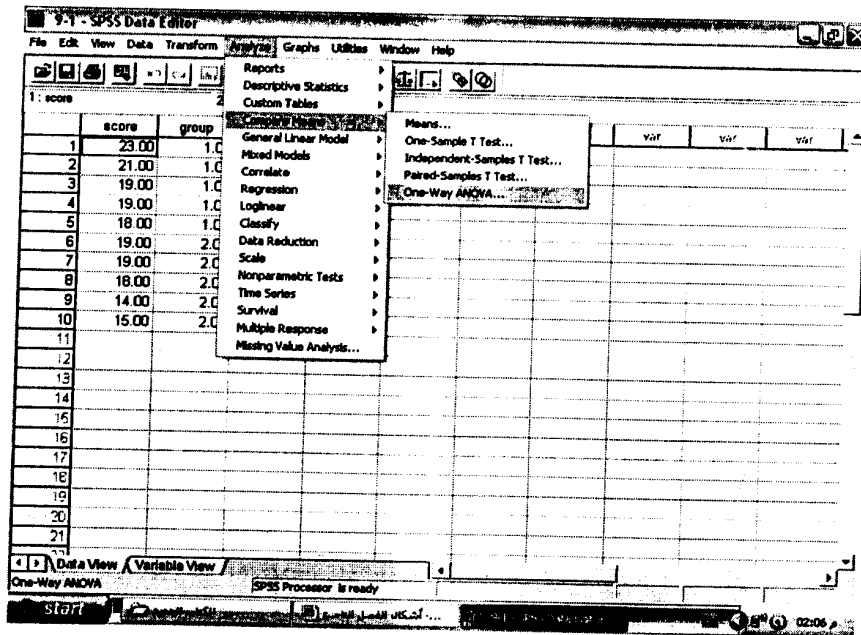 9-1 - SPSS Data Editor
File Edit View Data Transform Analyze Graphs Utilities Window Help
1 : score 2
score group var var var
1 23.00 1.0
2 21.00 1.0
3 19.00 1.0
4 19.00 1.0
5 18.00 1.0
6 19.00 2.0
7 19.00 2.0
8 18.00 2.0
9 14.00 2.0
10 15.00 2.0
11
12
13
14
15
16
17
18
19
20
21
Reports
Descriptive Statistics
Custom Tables
Compare Means
General Linear Model
Mixed Models
Correlate
Regression
Loglinear
Classify
Data Reduction
Scale
Nonparametric Tests
Time Series
Survival
Multiple Response
Missing Value Analysis...
Means...
One-Sample T Test...
Independent-Samples T Test...
Paired-Samples T Test...
One-Way ANOVA...
Data View Variable View
One-Way ANOVA SPSS Processor is ready
start
أشكال الفصل التاسع -...
02:06 م